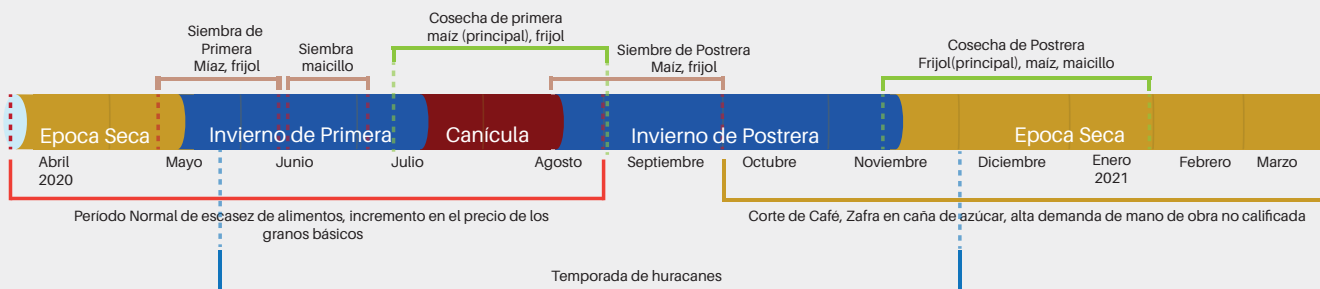 Siembra de
Primera
Míaz, frijol
Siembra
maicillo
Cosecha de primera
maíz (principal), frijol
Siembre de Postrera
Maíz, frijol
Cosecha de Postrera
Frijol(principal), maíz, maicillo
Epoca Seca
Invierno de Primera
Canícula
Invierno de Postrera
Epoca Seca
Abril
2020
Mayo
Junio
Julio
Agosto
Septiembre
Octubre
Noviembre
Diciembre
Enero
2021
Febrero
Marzo
Período Normal de escasez de alimentos, incremento en el precio de los
granos básicos
Corte de Café, Zafra en caña de azúcar, alta demanda de mano de obra no calificada
Temporada de huracanes